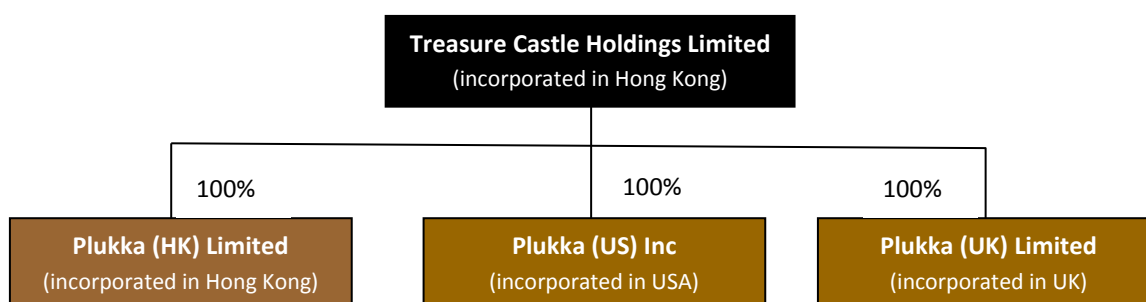 Treasure Castle Holdings Limited
(incorporated in Hong Kong)
100%
100%
100%
Plukka (HK) Limited
(incorporated in Hong Kong)
Plukka (US) Inc
(incorporated in USA)
Plukka (UK) Limited
(incorporated in UK)